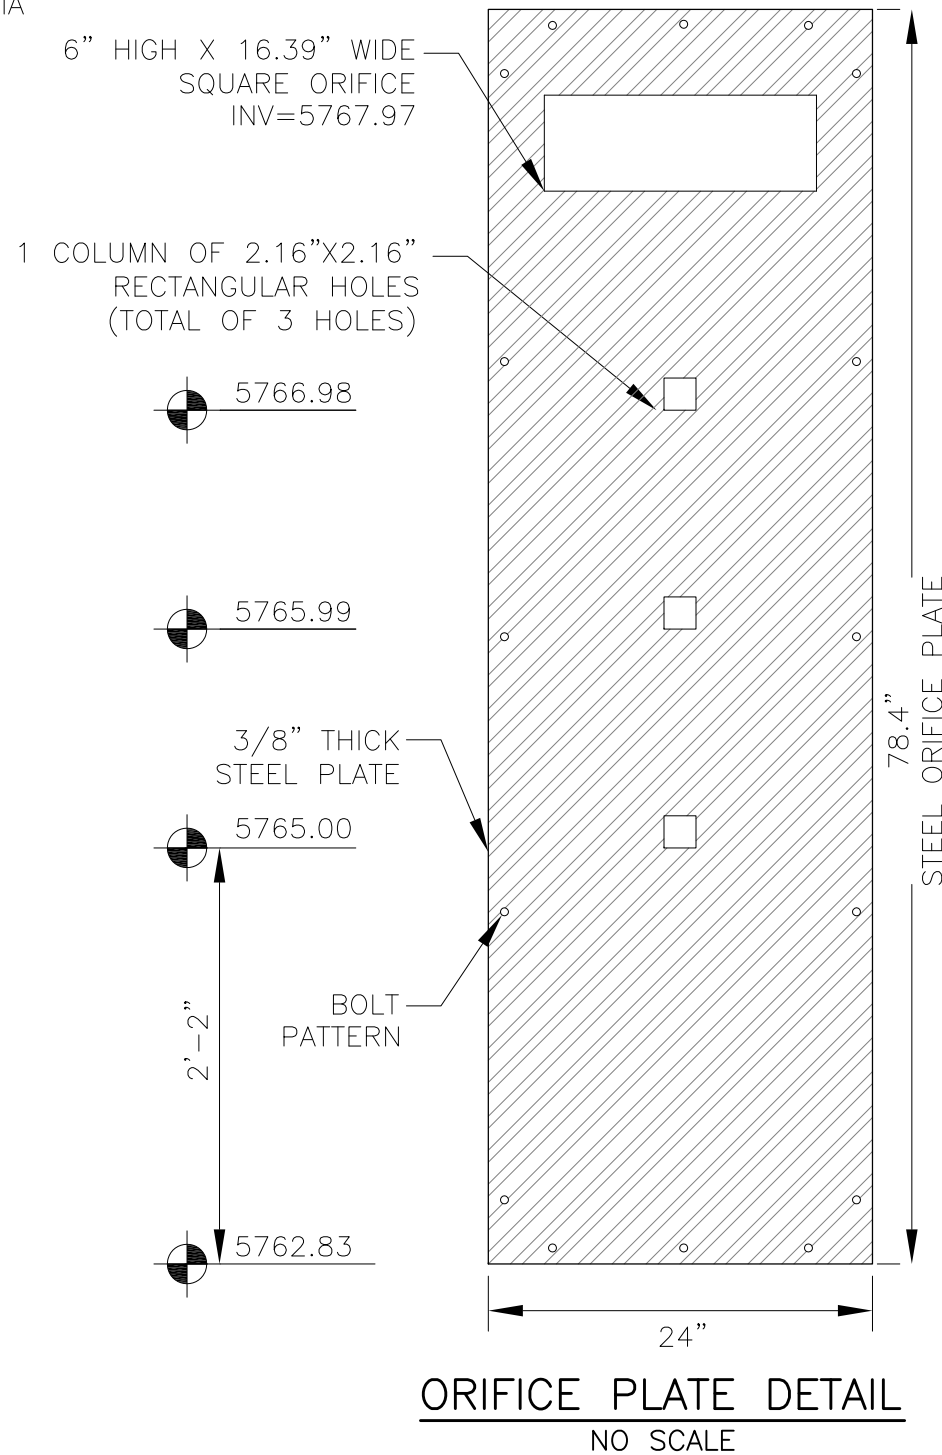 6” HIGH X 16.39” WIDE
SQUARE ORIFICE
INV=5767.97
1 COLUMN OF 2.16”X2.16”
RECTANGULAR HOLES
(TOTAL OF 3 HOLES)
5766.98
5765.99
3/8” THICK
STEEL PLATE
5765.00
78.4”
STEEL ORIFICE PLATE
BOLT
PATTERN
2'-2”
5762.83
24”
ORIFICE PLATE DETAIL
NO SCALE